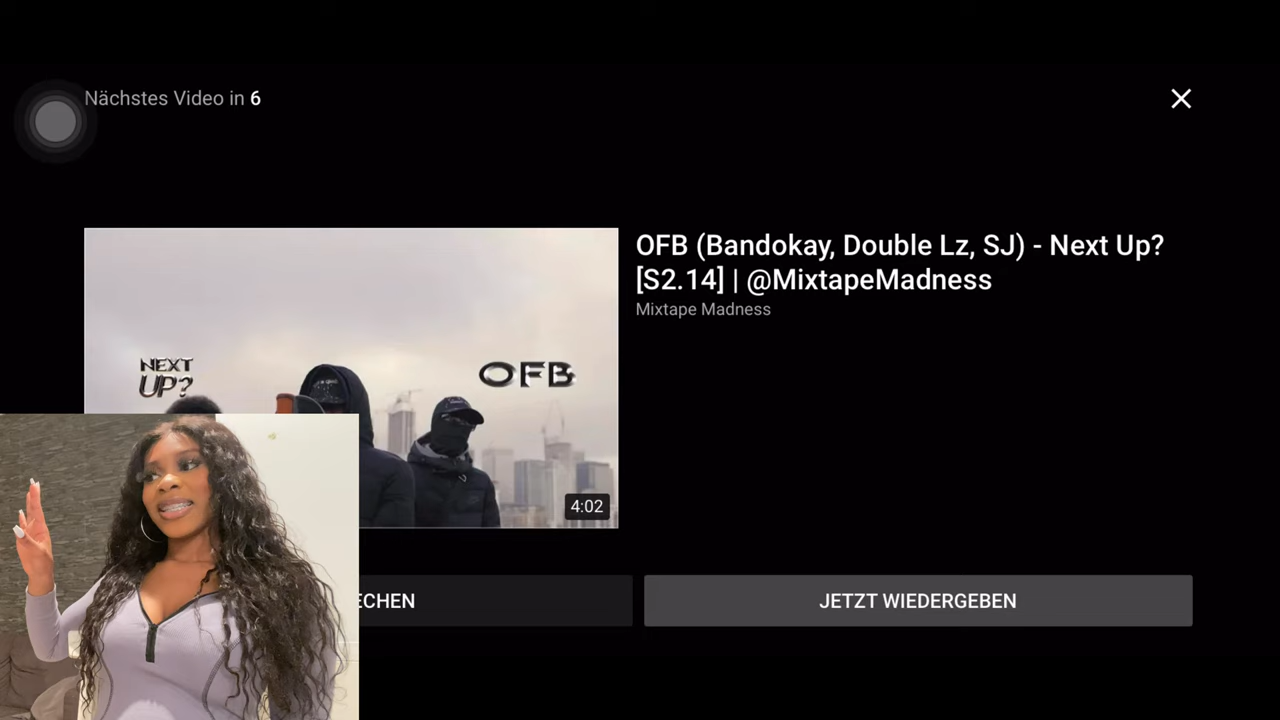 Nächstes Video in 6
OFB (Bandokay, Double Lz, SJ) - Next Up?
[S2.14] | @MixtapeMadness
Mixtape Madness
NEXT
UP?
OFB
4:02
ECHEN
JETZT WIEDERGEBEN